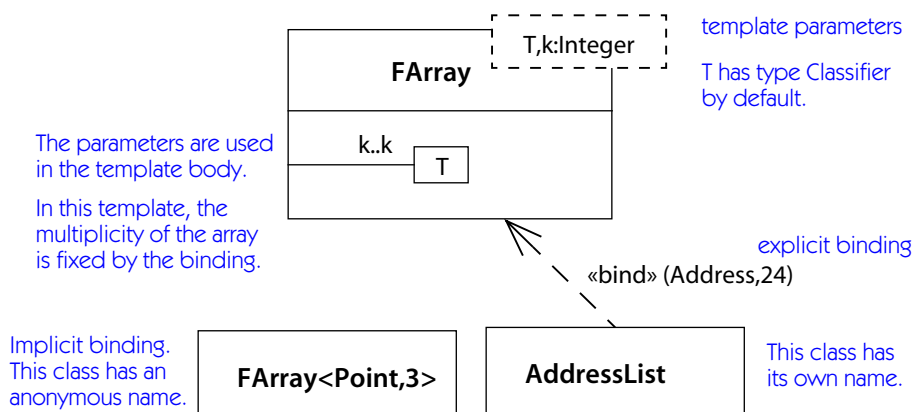 template parameters
T,k:Integer
FArray
T has type Classifier
by default.
The parameters are used
in the template body.
k..k
T
In this template, the
multiplicity of the array
is fixed by the binding.
explicit binding
«bind» (Address,24)
Implicit binding.
This class has an
anonymous name.
FArray<Point,3>
AddressList
This class has
its own name.